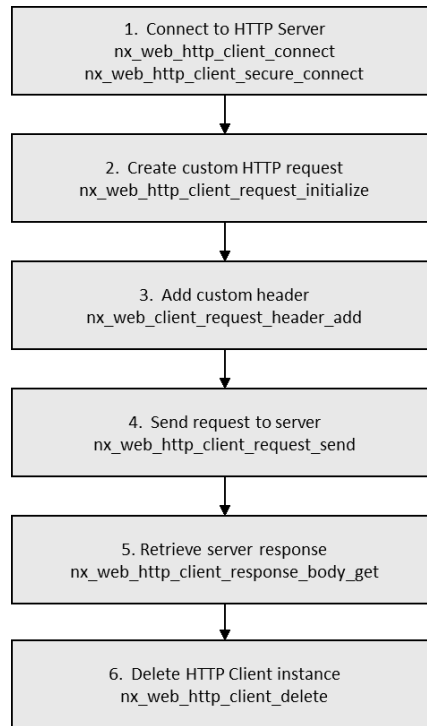 1. Connect to HTTP Server
nx_web_http_client_connect
nx_web_http_client_secure_connect
2. Create custom HTTP request
nx_web_http_client_request_initialize
3. Add custom header
nx_web_client_request_header_add
4. Send request to server
nx_web_http_client_request_send
5. Retrieve server response
nx_web_http_client_response_body_get
6. Delete HTTP Client instance
nx_web_http_client_delete